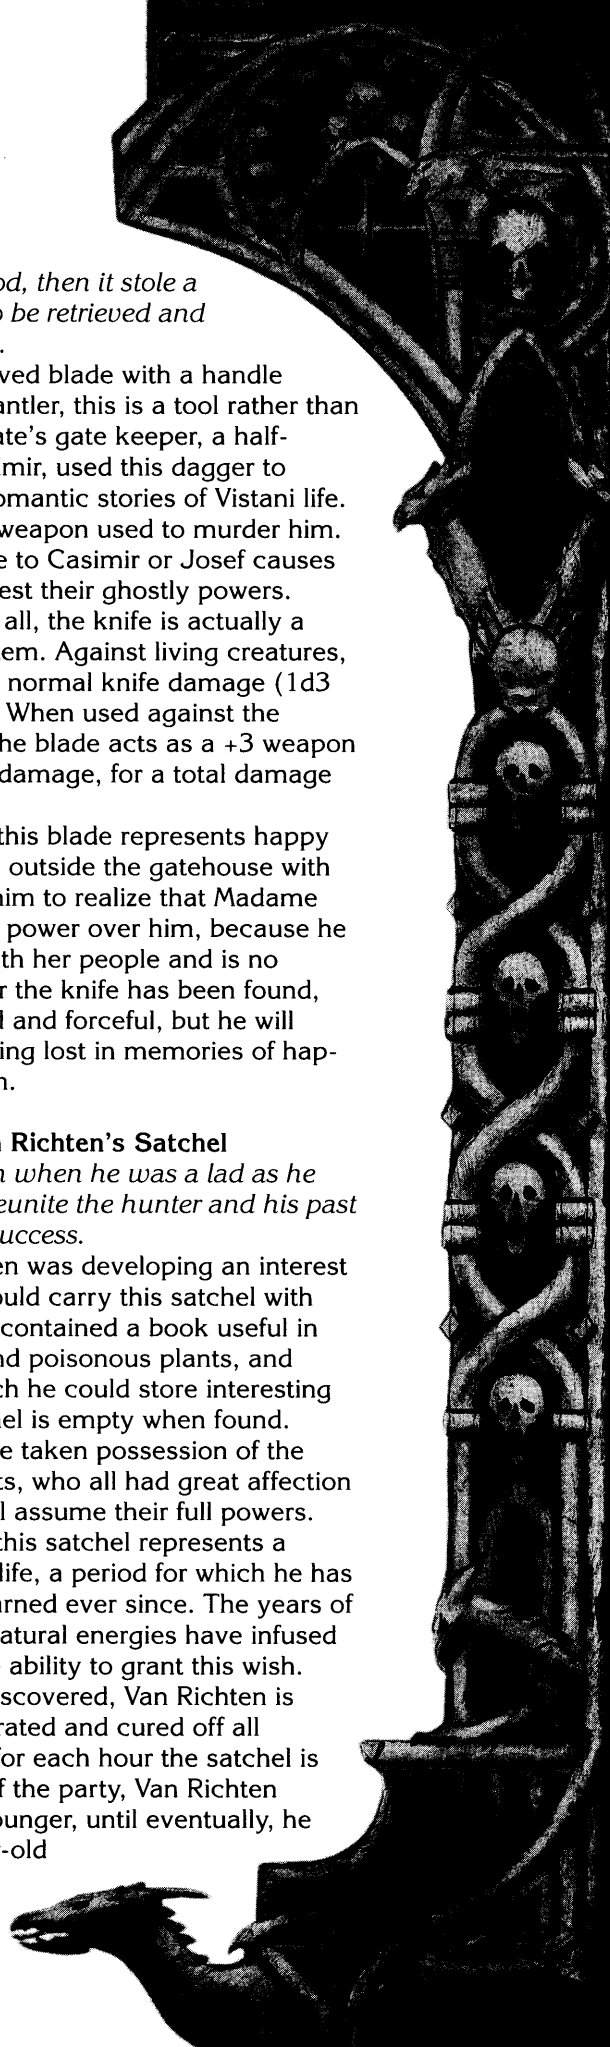 od, then it stole a
o be retrieved and
.
ved blade with a handle
antler, this is a tool rather than
ate's gate keeper, a half-
imir, used this dagger to
omantic stories of Vistani life.
weapon used to murder him.
e to Casimir or Josef causes
est their ghostly powers.
all, the knife is actually a
em. Against living creatures,
normal knife damage (1d3
When used against the
he blade acts as a +3 weapon
damage, for a total damage
this blade represents happy
outside the gatehouse with
him to realize that Madame
power over him, because he
th her people and is no
r the knife has been found,
l and forceful, but he will
ing lost in memories of hap-
n.
n Richten's Satchel
n when he was a lad as he
eunite the hunter and his past
uccess.
en was developing an interest
ould carry this satchel with
contained a book useful in
nd poisonous plants, and
ch he could store interesting
nel is empty when found.
e taken possession of the
ts, who all had great affection
l assume their full powers.
this satchel represents a
life, a period for which he has
arned ever since. The years of
atural energies have infused
ability to grant this wish.
scovered, Van Richten is
rated and cured off all
for each hour the satchel is
f the party, Van Richten
ounger, until eventually, he
r-old